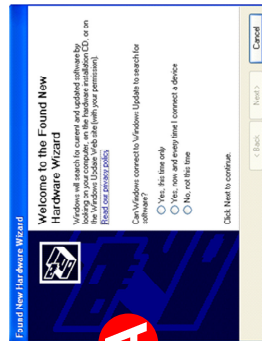 Found New Hardware Wizard
Welcome to the Found New
Hardware Wizard
Windows will search for current and updated software by
looking on your computer, on the hardware installation CD, or on
the Windows Update Web site (with your permission).
Read our privacy policy
Can Windows connect to Windows Update to search for
software?
Yes, this time only
Yes, now and every time I connect a device
No, not this time
Click Next to continue.
< Back
Next >
Cancel